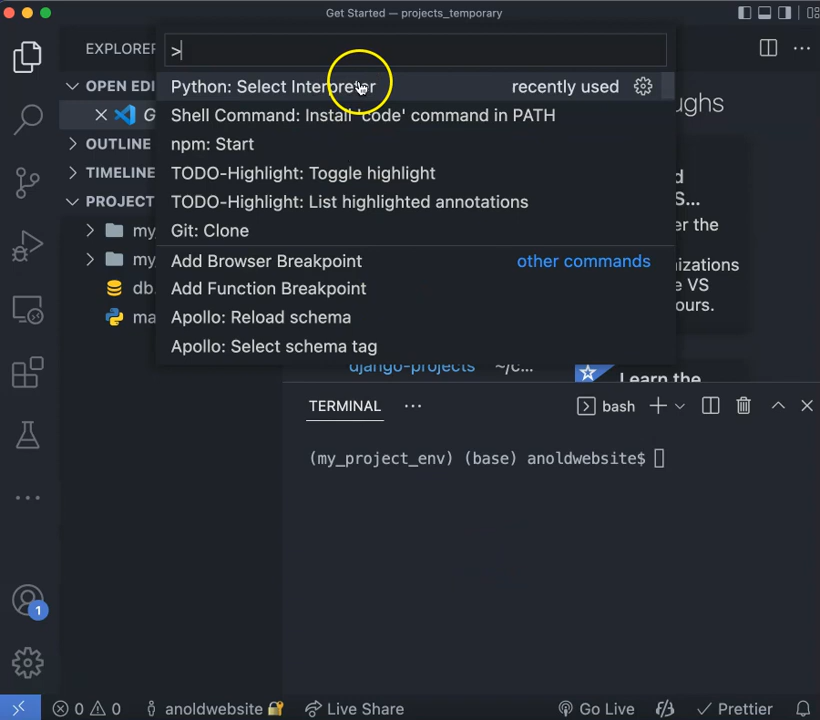 Get Started — projects_temporary
EXPLORER
>
OPEN EDI
Python: Select Interpreter
recently used
G
Shell Command: Install 'code' command in PATH
ughs
OUTLINE
npm: Start
TIMELINE
TODO-Highlight: Toggle highlight
d
PROJECT
TODO-Highlight: List highlighted annotations
S...
my
Git: Clone
er the
my
Add Browser Breakpoint
other commands
izations
db.
Add Function Breakpoint
e VS
ma
Apollo: Reload schema
ours.
Apollo: Select schema tag
django-projects ~/c...
Learn the
TERMINAL ...
bash
(my_project_env) (base) anoldwebsite$
1
0 0
anoldwebsite
Live Share
Go Live
Prettier